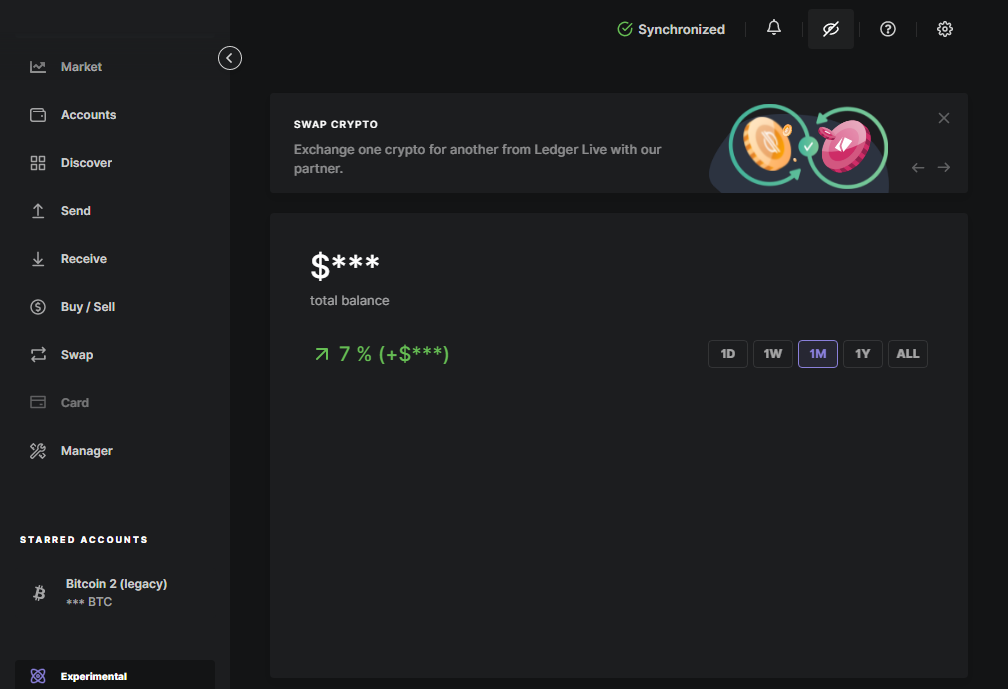 Synchronized
Market
Accounts
Discover
Send
Receive
Buy / Sell
Swap
Card
Manager
STARRED ACCOUNTS
Bitcoin 2 (legacy)
*** BTC
Experimental
SWAP CRYPTO
Exchange one crypto for another from Ledger Live with our
partner.
$***
total balance
7 % (+$***)
1D 1W 1M 1Y ALL